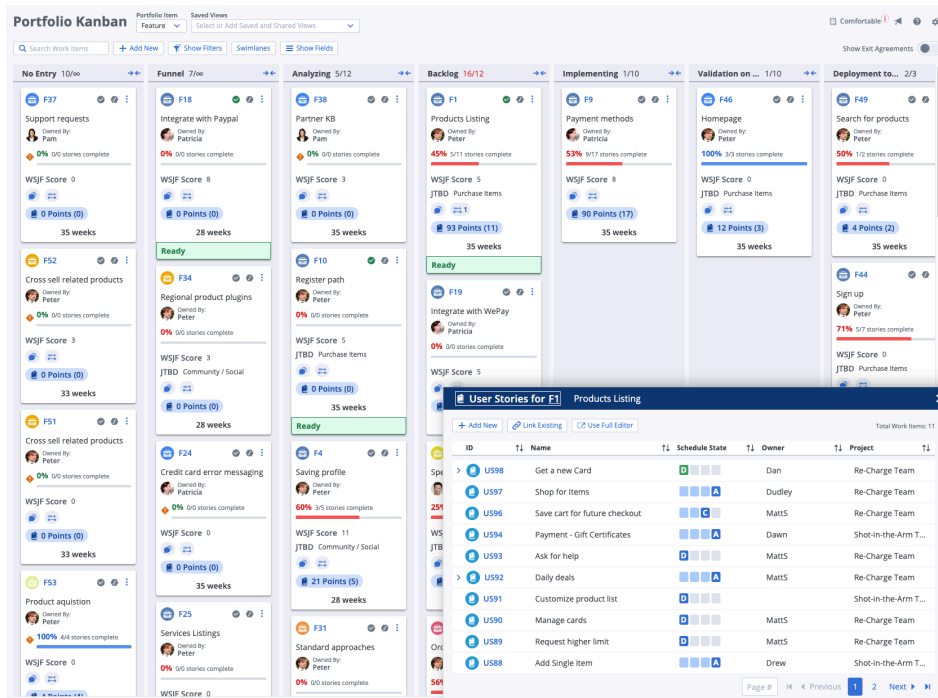 Portfolio Kanban
Portfolio Item
Feature
Saved Views
Select or Add Saved and Shared Views
Comfortable 1
Search Work Items
+ Add New
Show Filters
Swimlanes
Show Fields
Show Exit Agreements
No Entry 10/∞
Funnel 7/∞
Analyzing 5/12
Backlog 16/12
Implementing 1/10
Validation on ... 1/10
Deployment to... 2/3
F37
Support requests
Owned By:
Pam
0% 0/0 stories complete
WSJF Score 0
0 Points (0)
35 weeks
F52
Cross sell related products
Owned By:
Peter
0% 0/0 stories complete
WSJF Score 3
0 Points (0)
33 weeks
F51
Cross sell related products
Owned By:
Peter
0% 0/0 stories complete
WSJF Score 0
0 Points (0)
33 weeks
F53
Product aquistion
Owned By:
Peter
100% 4/4 stories complete
WSJF Score 0
F18
Integrate with Paypal
Owned By:
Patricia
0% 0/0 stories complete
WSJF Score 8
0 Points (0)
28 weeks
Ready
F34
Regional product plugins
Owned By:
Peter
0% 0/0 stories complete
WSJF Score 3
JTBD Community / Social
0 Points (0)
28 weeks
F24
Credit card error messaging
Owned By:
Patricia
0% 0/0 stories complete
WSJF Score 0
0 Points (0)
35 weeks
F25
Services Listings
Owned By:
Peter
0% 0/0 stories complete
WSJF Score 0
F38
Partner KB
Owned By:
Pam
0% 0/0 stories complete
WSJF Score 3
0 Points (0)
35 weeks
F10
Register path
Owned By:
Peter
0% 0/0 stories complete
WSJF Score 5
JTBD Purchase Items
0 Points (0)
35 weeks
Ready
F4
Saving profile
Owned By:
Peter
60% 3/5 stories complete
WSJF Score 11
JTBD Community / Social
21 Points (5)
28 weeks
F31
Standard approaches
Owned By:
Peter
0% 0/0 stories complete
F1
Products Listing
Owned By:
Peter
45% 5/11 stories complete
WSJF Score 5
JTBD Purchase Items
1
93 Points (11)
35 weeks
Ready
F19
Integrate with WePay
Owned By:
Patricia
0% 0/0 stories complete
WSJF Score 5
F9
Payment methods
Owned By:
Patricia
53% 9/17 stories complete
WSJF Score 8
90 Points (17)
35 weeks
F46
Homepage
Owned By:
Peter
100% 3/3 stories complete
WSJF Score 0
JTBD Purchase Items
12 Points (3)
35 weeks
F49
Search for products
Owned By:
Peter
50% 1/2 stories complete
WSJF Score 0
JTBD Purchase Items
4 Points (2)
35 weeks
F44
Sign up
Owned By:
Peter
71% 5/7 stories complete
WSJF Score 0
JTBD Purchase Items
User Stories for F1 Products Listing
+ Add New
Link Existing
Use Full Editor
Total Work Items: 11
ID Name Schedule State Owner Project
US98 Get a new Card D Dan Re-Charge Team
US97 Shop for Items A Dudley Re-Charge Team
US96 Save cart for future checkout C MattS Re-Charge Team
US94 Payment - Gift Certificates A Dawn Shot-in-the-Arm T...
US93 Ask for help D MattS Re-Charge Team
US92 Daily deals A MattS Re-Charge Team
US91 Customize product list D Shot-in-the-Arm T...
US90 Manage cards D MattS Re-Charge Team
US89 Request higher limit D MattS Re-Charge Team
US88 Add Single Item A Drew Shot-in-the-Arm T...
Page #
Previous 1 2 Next